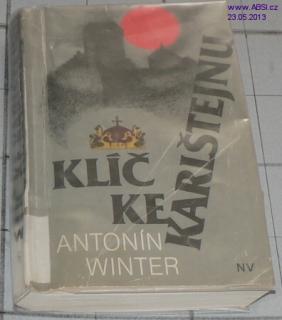 www.ABSI.cz
23.05.2013
KLÍČ
KE
KARLŠTEJNU
ANTONÍN
WINTER
NV